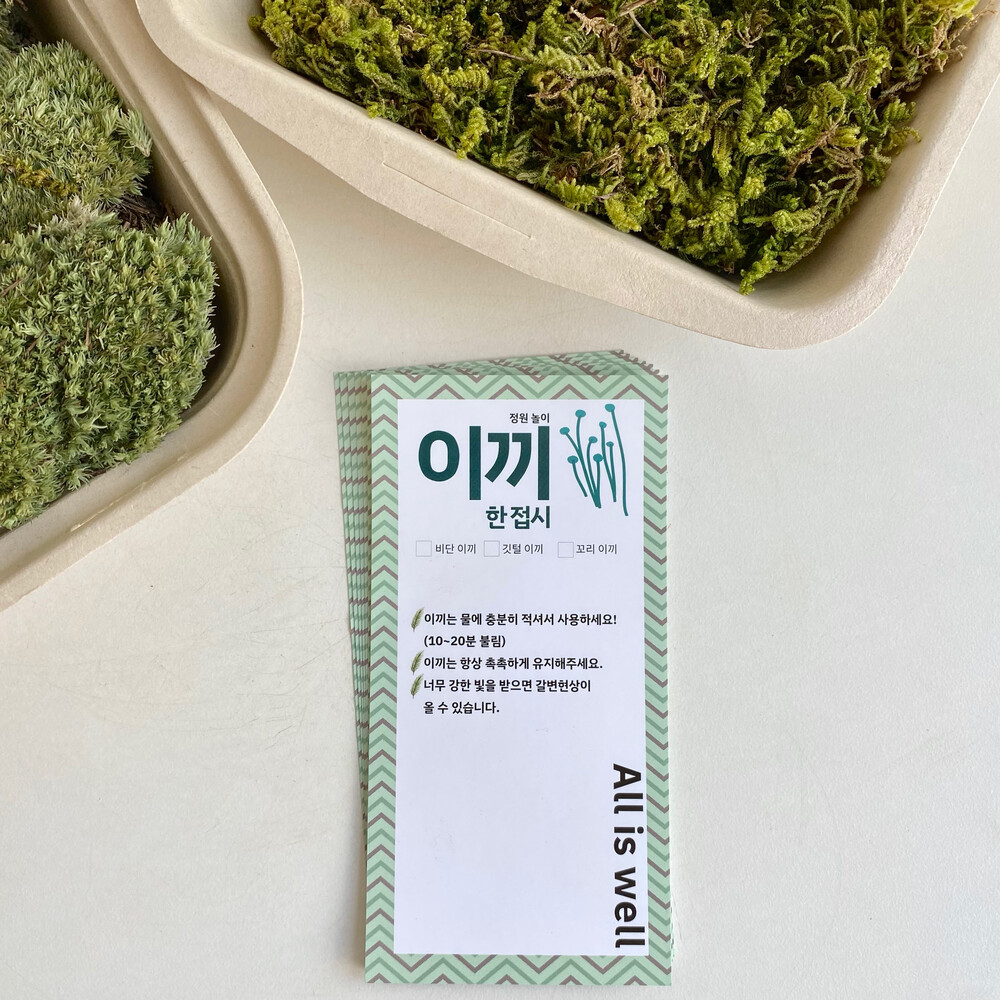 정원 놀이
이끼
한 접시
비단 이끼 깃털 이끼 꼬리 이끼
이끼는 물에 충분히 적셔서 사용하세요!
(10~20분 불림)
이끼는 항상 촉촉하게 유지해주세요.
너무 강한 빛을 받으면 갈변현상이
올 수 있습니다.
All is well